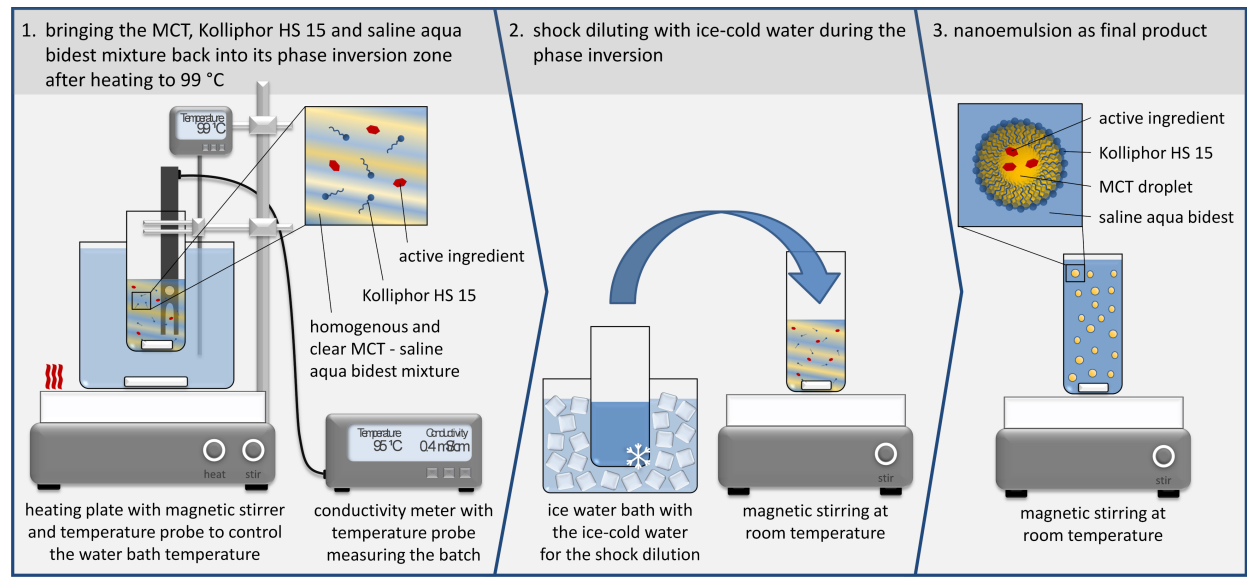 1. bringing the MCT, Kolliphor HS 15 and saline aqua
bidest mixture back into its phase inversion zone
after heating to 99 °C
Temperature
99 °C
active ingredient
Kolliphor HS 15
homogenous and
clear MCT - saline
aqua bidest mixture
heat
stir
Temperature
95 °C
Conductivity
0.4 mS/cm
heating plate with magnetic stirrer
and temperature probe to control
the water bath temperature
conductivity meter with
temperature probe
measuring the batch
2. shock diluting with ice-cold water during the
phase inversion
stir
ice water bath with
the ice-cold water
for the shock dilution
magnetic stirring at
room temperature
3. nanoemulsion as final product
active ingredient
Kolliphor HS 15
MCT droplet
saline aqua bidest
stir
magnetic stirring at
room temperature